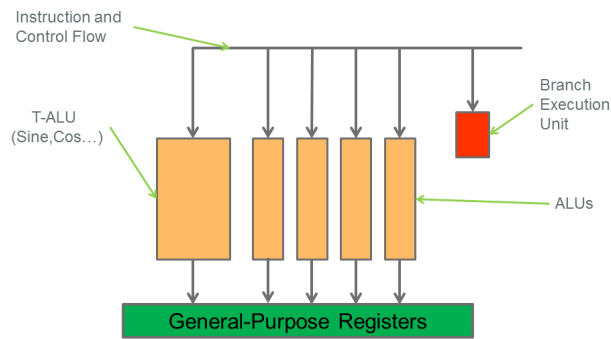 Instruction and
Control Flow
T-ALU
(Sine,Cos…)
Branch
Execution
Unit
ALUs
General-Purpose Registers